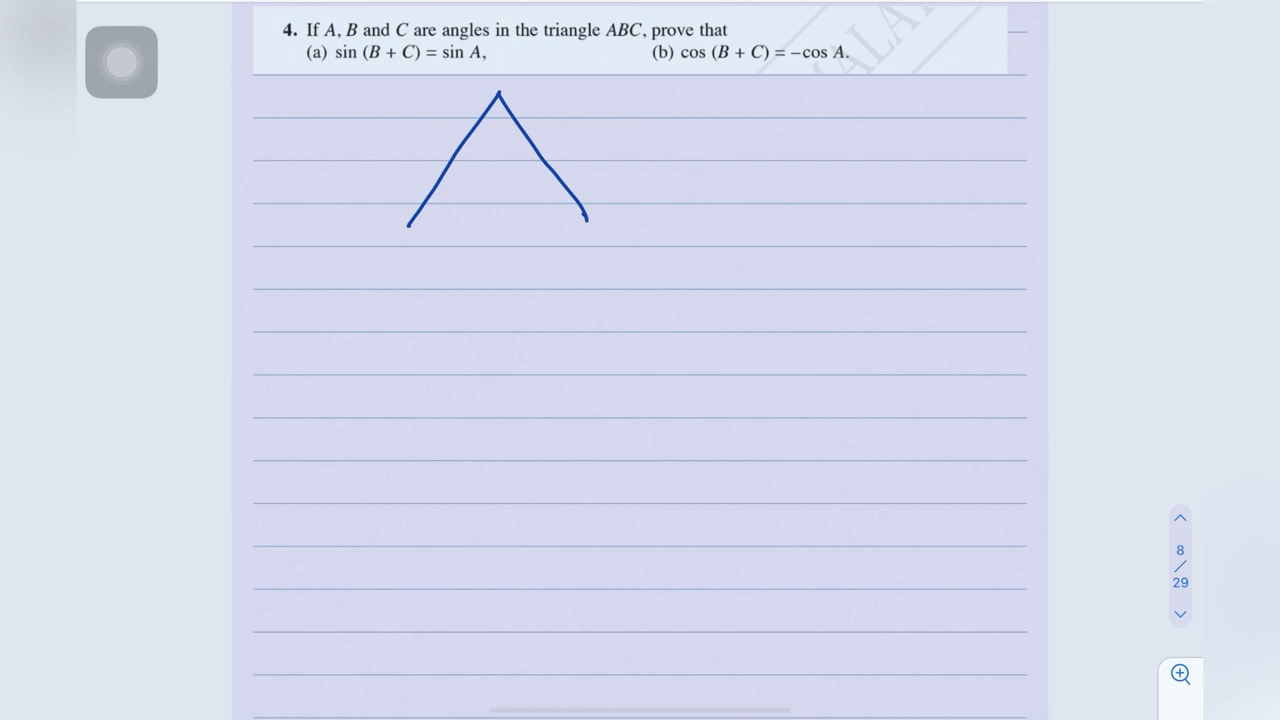 4. If A, B and C are angles in the triangle ABC, prove that
(a) sin (B + C) = sin A, (b) cos (B + C) = −cos A.
8
/
29